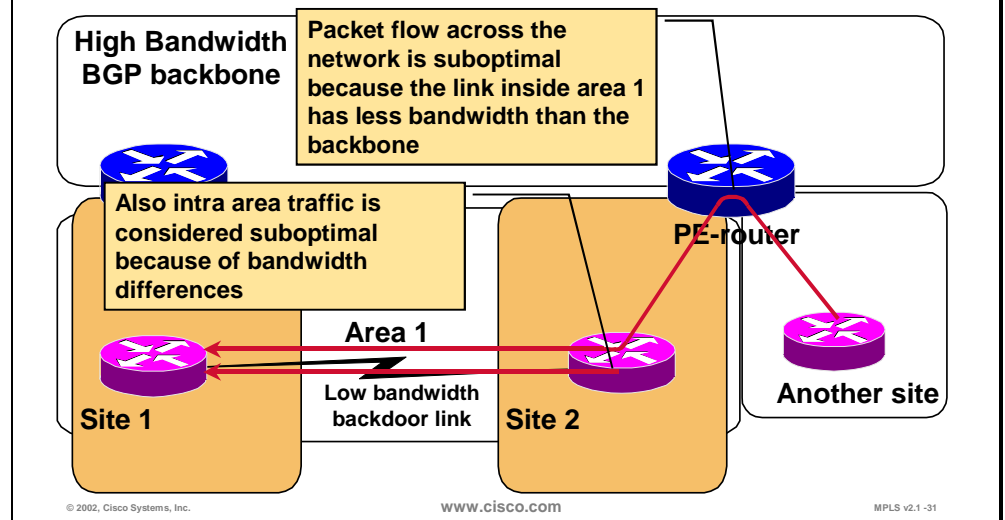 High Bandwidth
BGP backbone
Packet flow across the
network is suboptimal
because the link inside area 1
has less bandwidth than the
backbone
Also intra area traffic is
considered suboptimal
because of bandwidth
differences
PE-router
Area 1
Low bandwidth
backdoor link
Site 1
Site 2
Another site
© 2002, Cisco Systems, Inc.
www.cisco.com
MPLS v2.1 -31